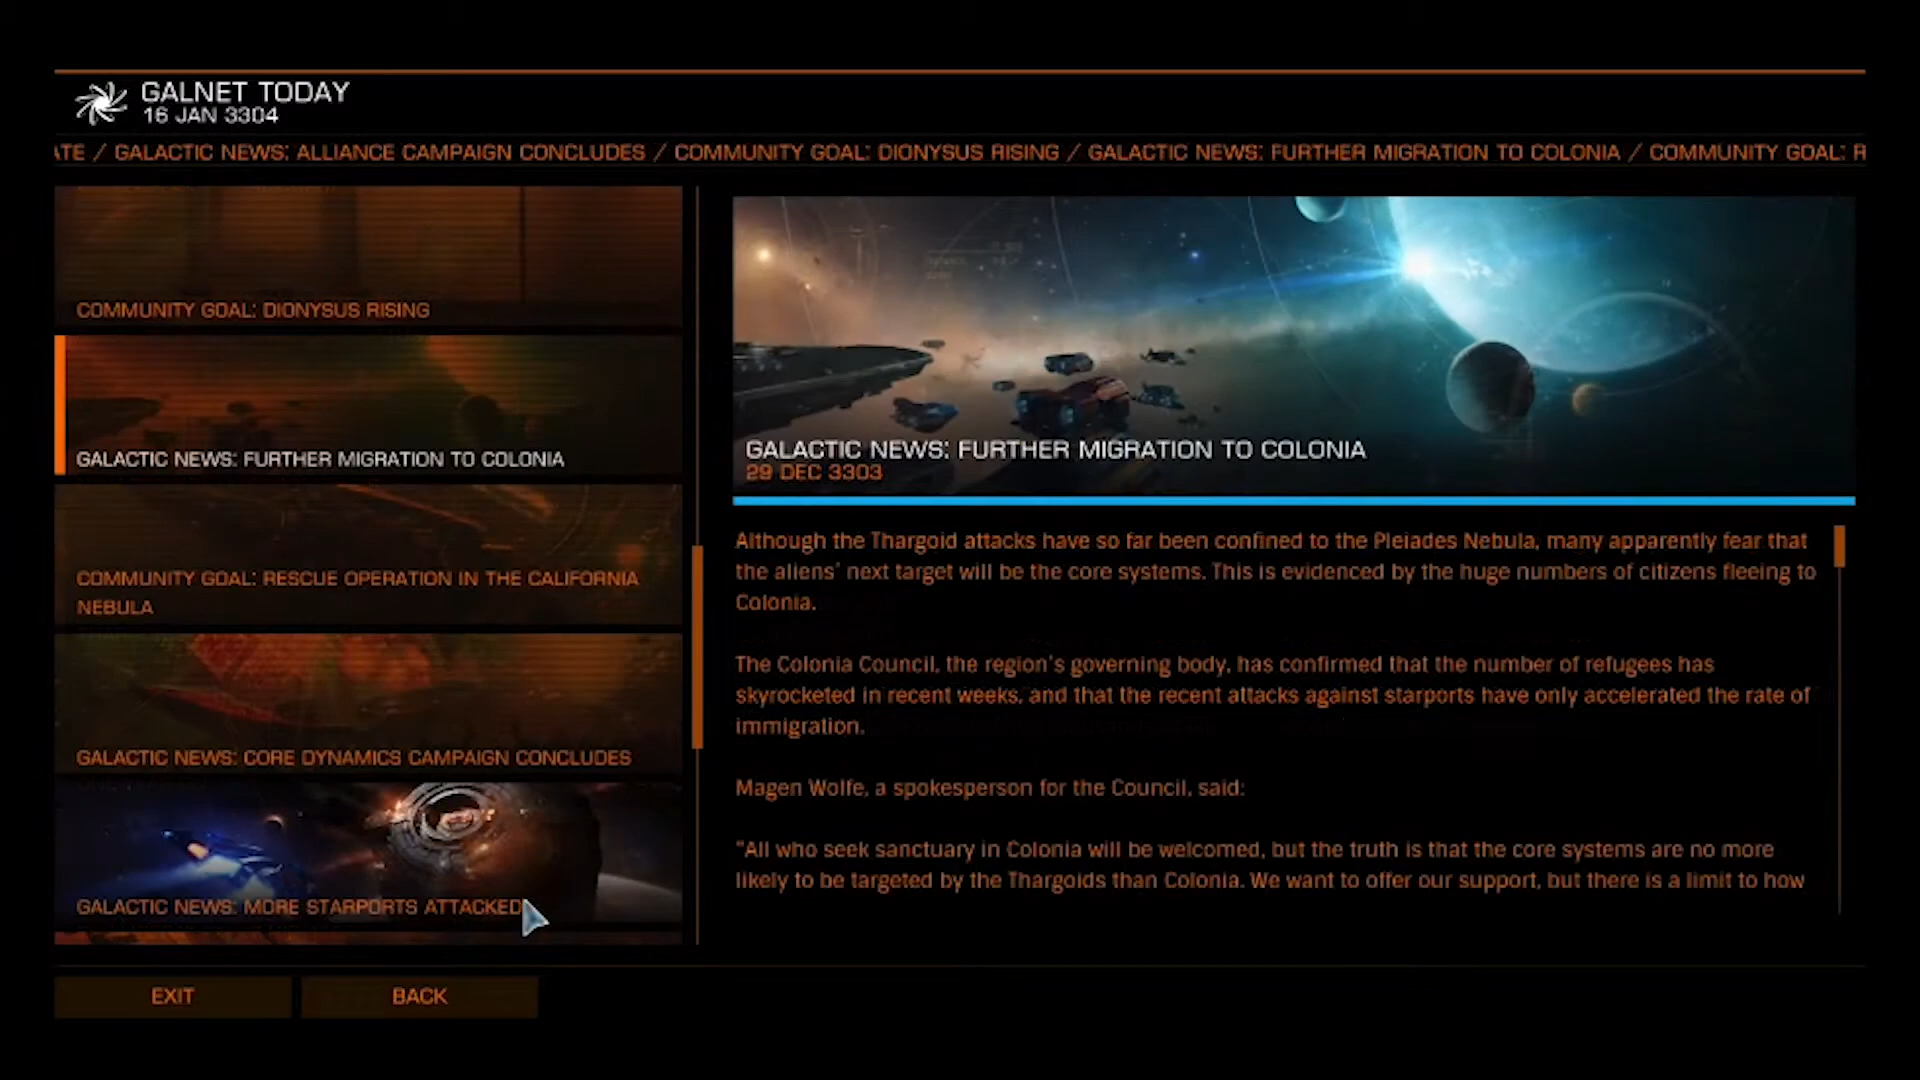 GALNET TODAY
16 JAN 3304
ATE / GALACTIC NEWS: ALLIANCE CAMPAIGN CONCLUDES / COMMUNITY GOAL: DIONYSUS RISING / GALACTIC NEWS: FURTHER MIGRATION TO COLONIA / COMMUNITY GOAL: R
COMMUNITY GOAL: DIONYSUS RISING
GALACTIC NEWS: FURTHER MIGRATION TO COLONIA
COMMUNITY GOAL: RESCUE OPERATION IN THE CALIFORNIA
NEBULA
GALACTIC NEWS: CORE DYNAMICS CAMPAIGN CONCLUDES
GALACTIC NEWS: MORE STARPORTS ATTACKED
GALACTIC NEWS: FURTHER MIGRATION TO COLONIA
29 DEC 3303
Although the Thargoid attacks have so far been confined to the Pleiades Nebula, many apparently fear that
the aliens' next target will be the core systems. This is evidenced by the huge numbers of citizens fleeing to
Colonia.
The Colonia Council, the region's governing body, has confirmed that the number of refugees has
skyrocketed in recent weeks, and that the recent attacks against starports have only accelerated the rate of
immigration.
Magen Wolfe, a spokesperson for the Council, said:
"All who seek sanctuary in Colonia will be welcomed, but the truth is that the core systems are no more
likely to be targeted by the Thargoids than Colonia. We want to offer our support, but there is a limit to how
EXIT
BACK